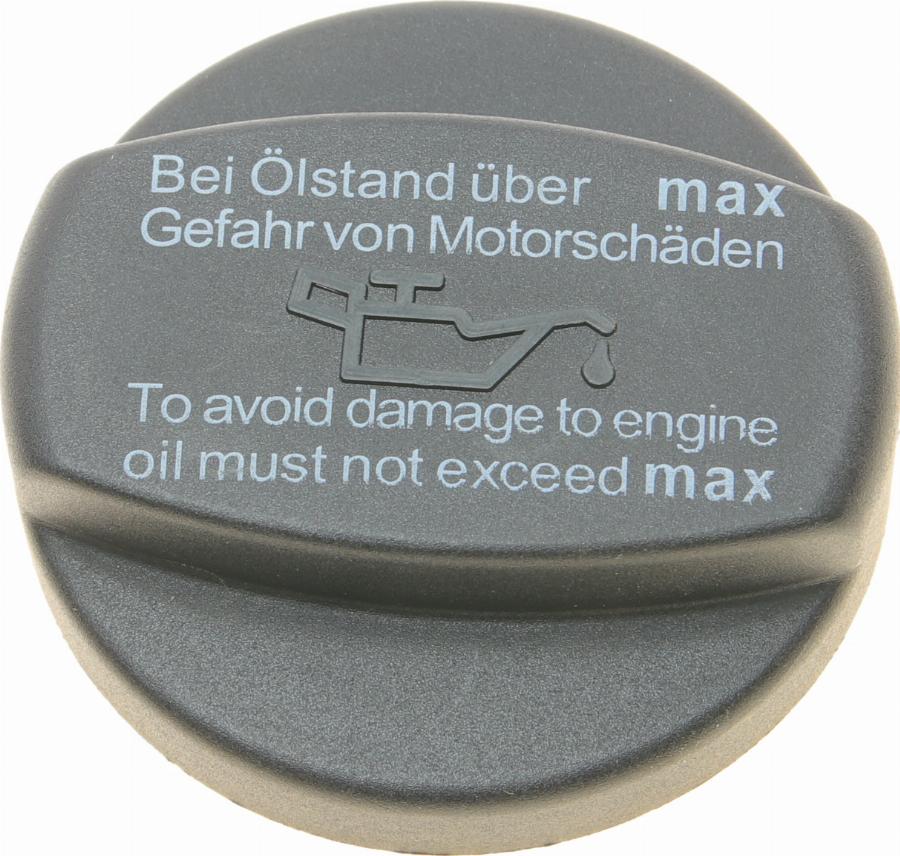 Bei Ölstand über max
Gefahr von Motorschäden
To avoid damage to engine
oil must not exceed max